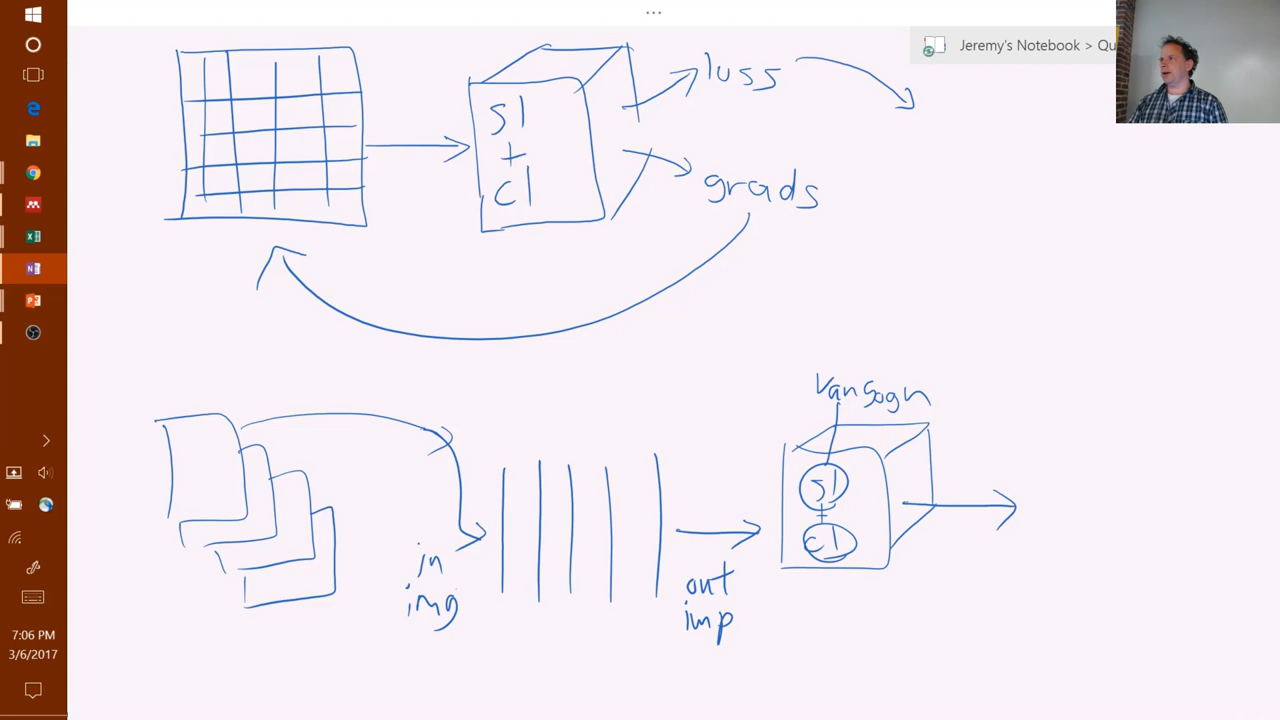 Jeremy's Notebook > Qu
loss
sl
+
cl
grads
VanGogh
sl
+
cl
in
img
out
imp
7:06 PM
3/6/2017